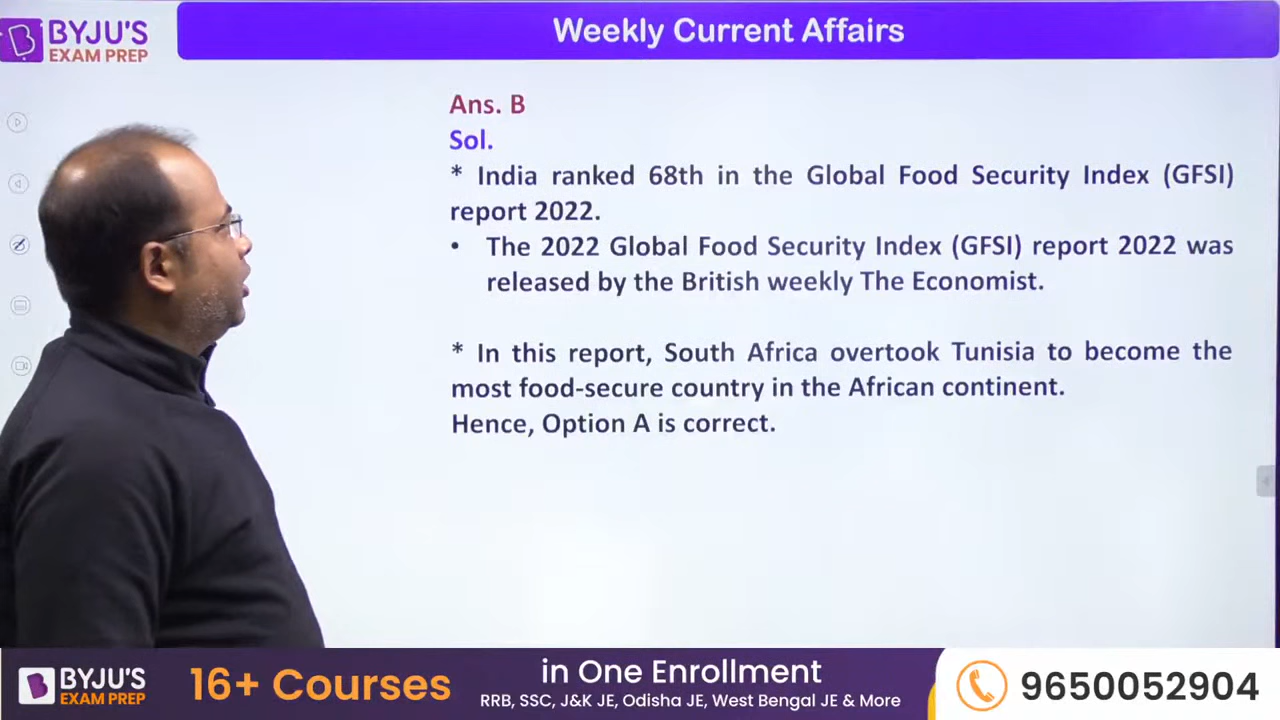 BYJU'S
EXAM PREP
Weekly Current Affairs
Ans. B
Sol.
* India ranked 68th in the Global Food Security Index (GFSI)
report 2022.
• The 2022 Global Food Security Index (GFSI) report 2022 was
released by the British weekly The Economist.
* In this report, South Africa overtook Tunisia to become the
most food-secure country in the African continent.
Hence, Option A is correct.
BYJU'S
EXAM PREP
16+ Courses
in One Enrollment
RRB, SSC, J&K JE, Odisha JE, West Bengal JE & More
9650052904